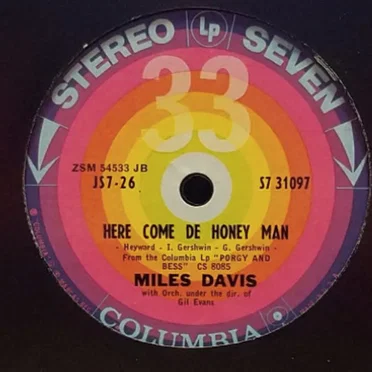 STEREO LP SEVEN
33
ZSM 54533 JB
JS7-26 S7 31097
HERE COME DE HONEY MAN
- Heyward - I. Gershwin - G. Gershwin -
From the Columbia Lp "PORGY AND
BESS" CS 8085
MILES DAVIS
with Orch. under the dir. of
Gil Evans
COLUMBIA